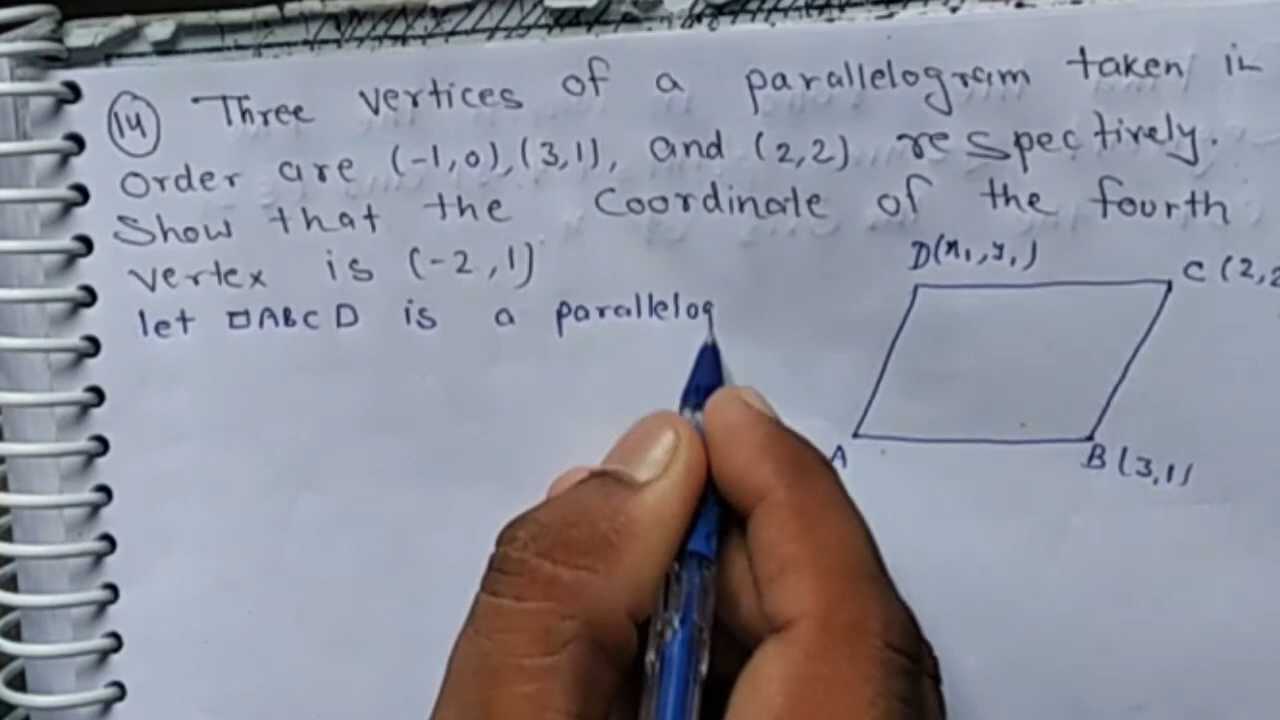 14 Three vertices of a parallelogram taken in
Order are (-1,0), (3,1), and (2,2) respectively.
Show that the Coordinate of the fourth
vertex is (-2,1)
let □ABCD is a parallelog
D(x₁,y₁)
C (2,2
A
B (3,1)